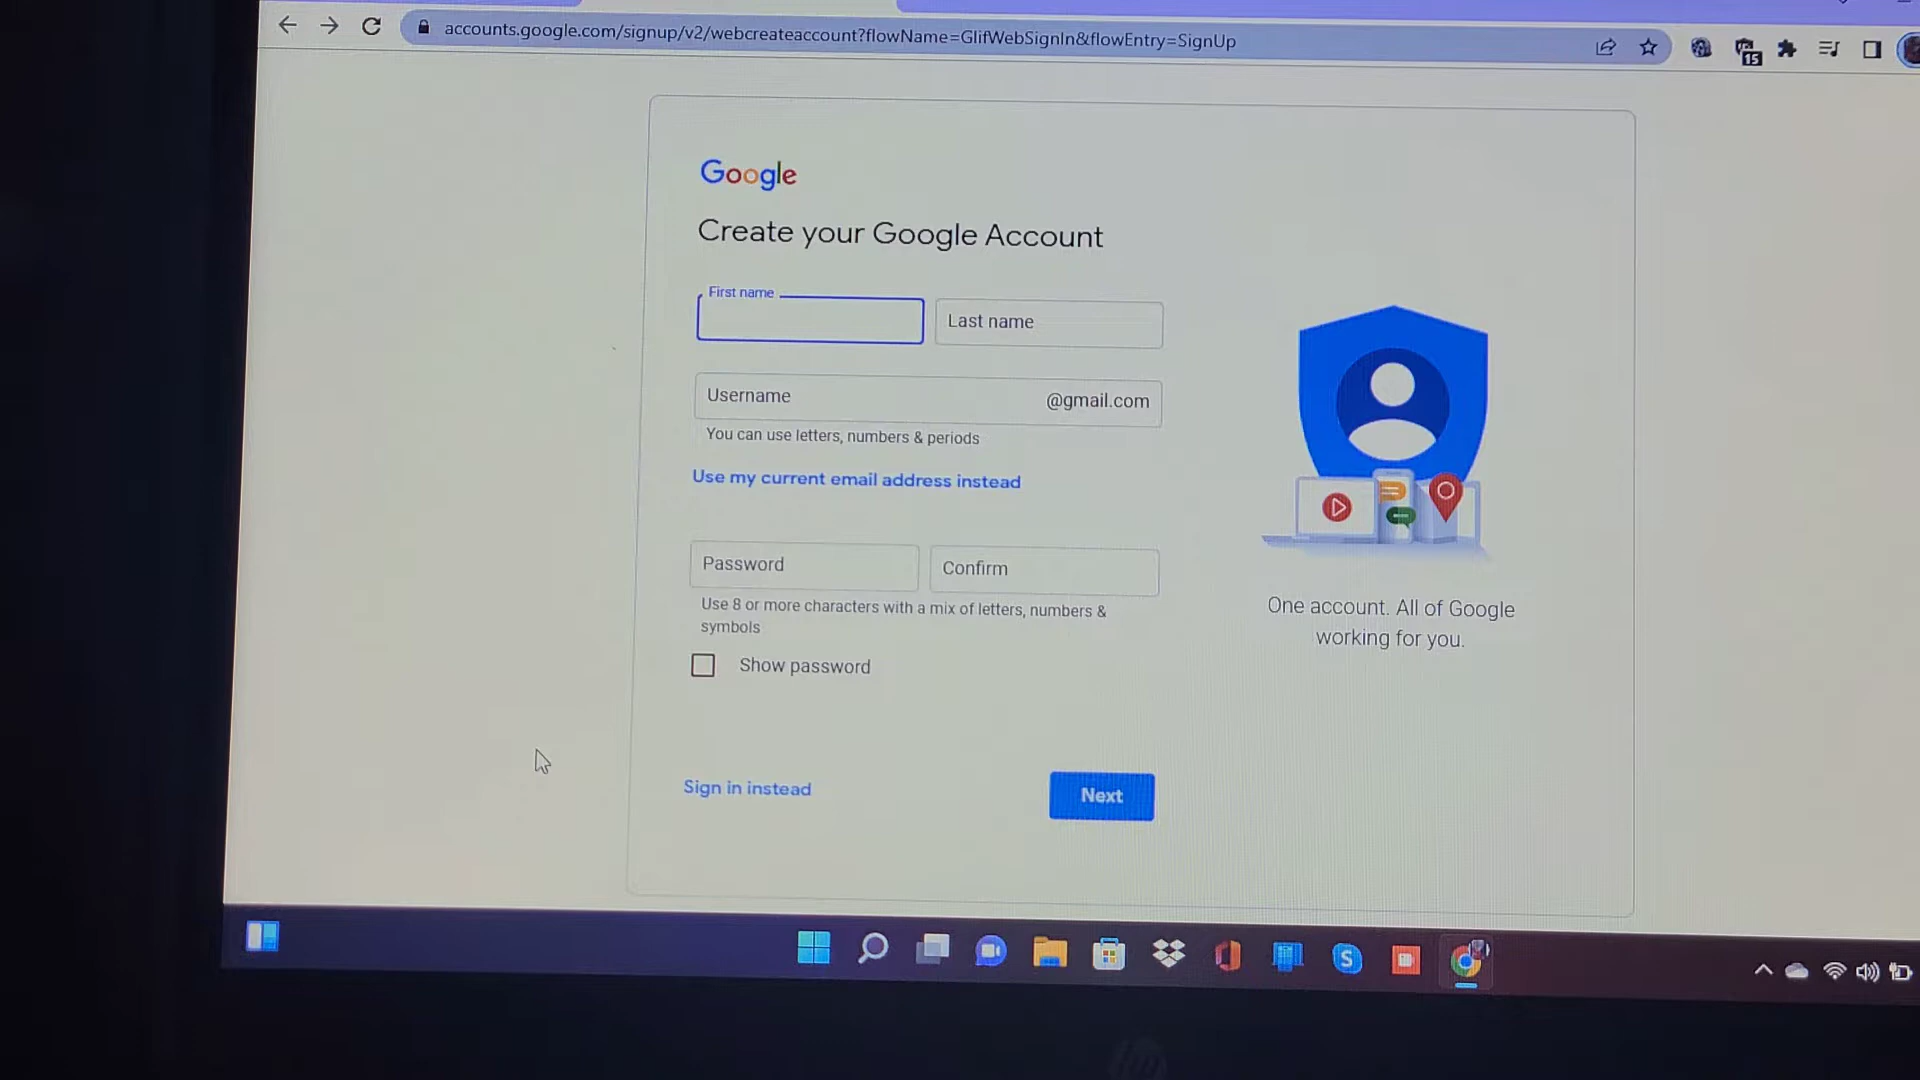 accounts.google.com/signup/v2/webcreateaccount?flowName=GlifWebSignIn&flowEntry=SignUp
15
Google
Create your Google Account
First name
Last name
Username
@gmail.com
You can use letters, numbers & periods
Use my current email address instead
Password
Confirm
Use 8 or more characters with a mix of letters, numbers &
symbols
Show password
One account. All of Google
working for you.
Sign in instead
Next
S
hp